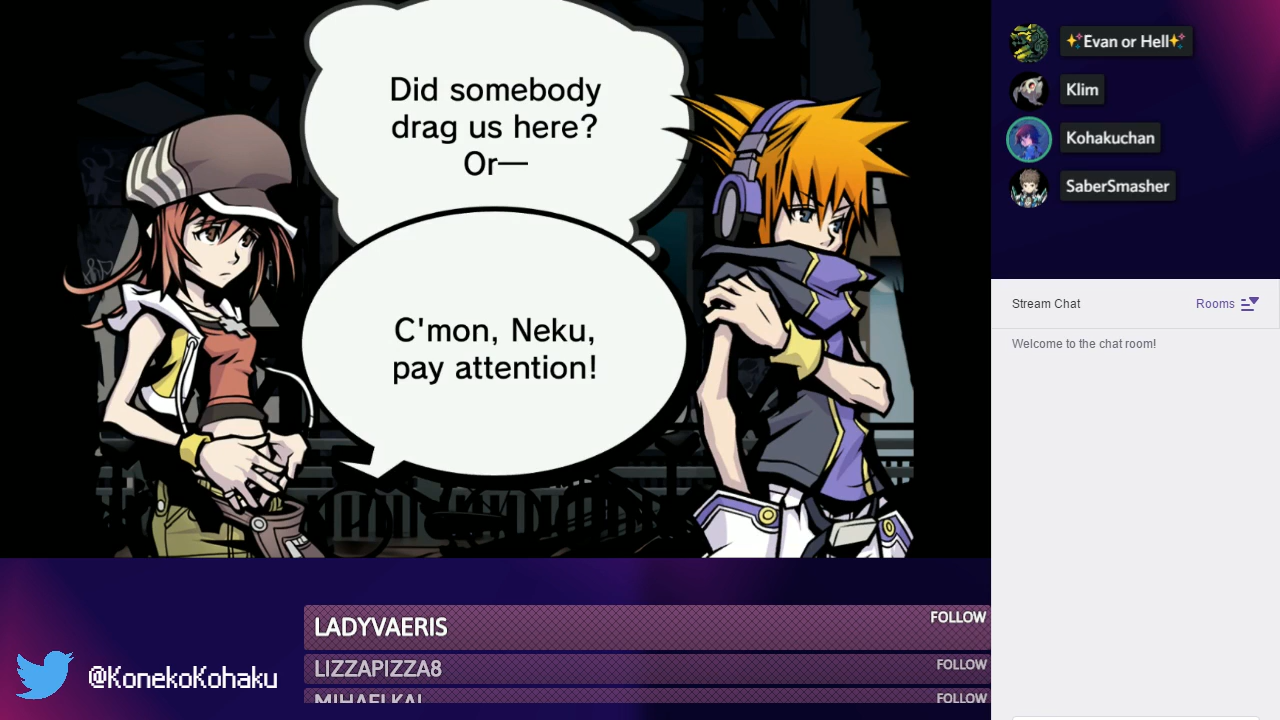 Did somebody
drag us here?
Or—
C'mon, Neku,
pay attention!
✨Evan or Hell✨
Klim
Kohakuchan
SaberSmasher
Stream Chat
Rooms
Welcome to the chat room!
LADYVAERIS FOLLOW
LIZZAPIZZA8 FOLLOW
MIHAELKAL FOLLOW
@KonekoKohaku